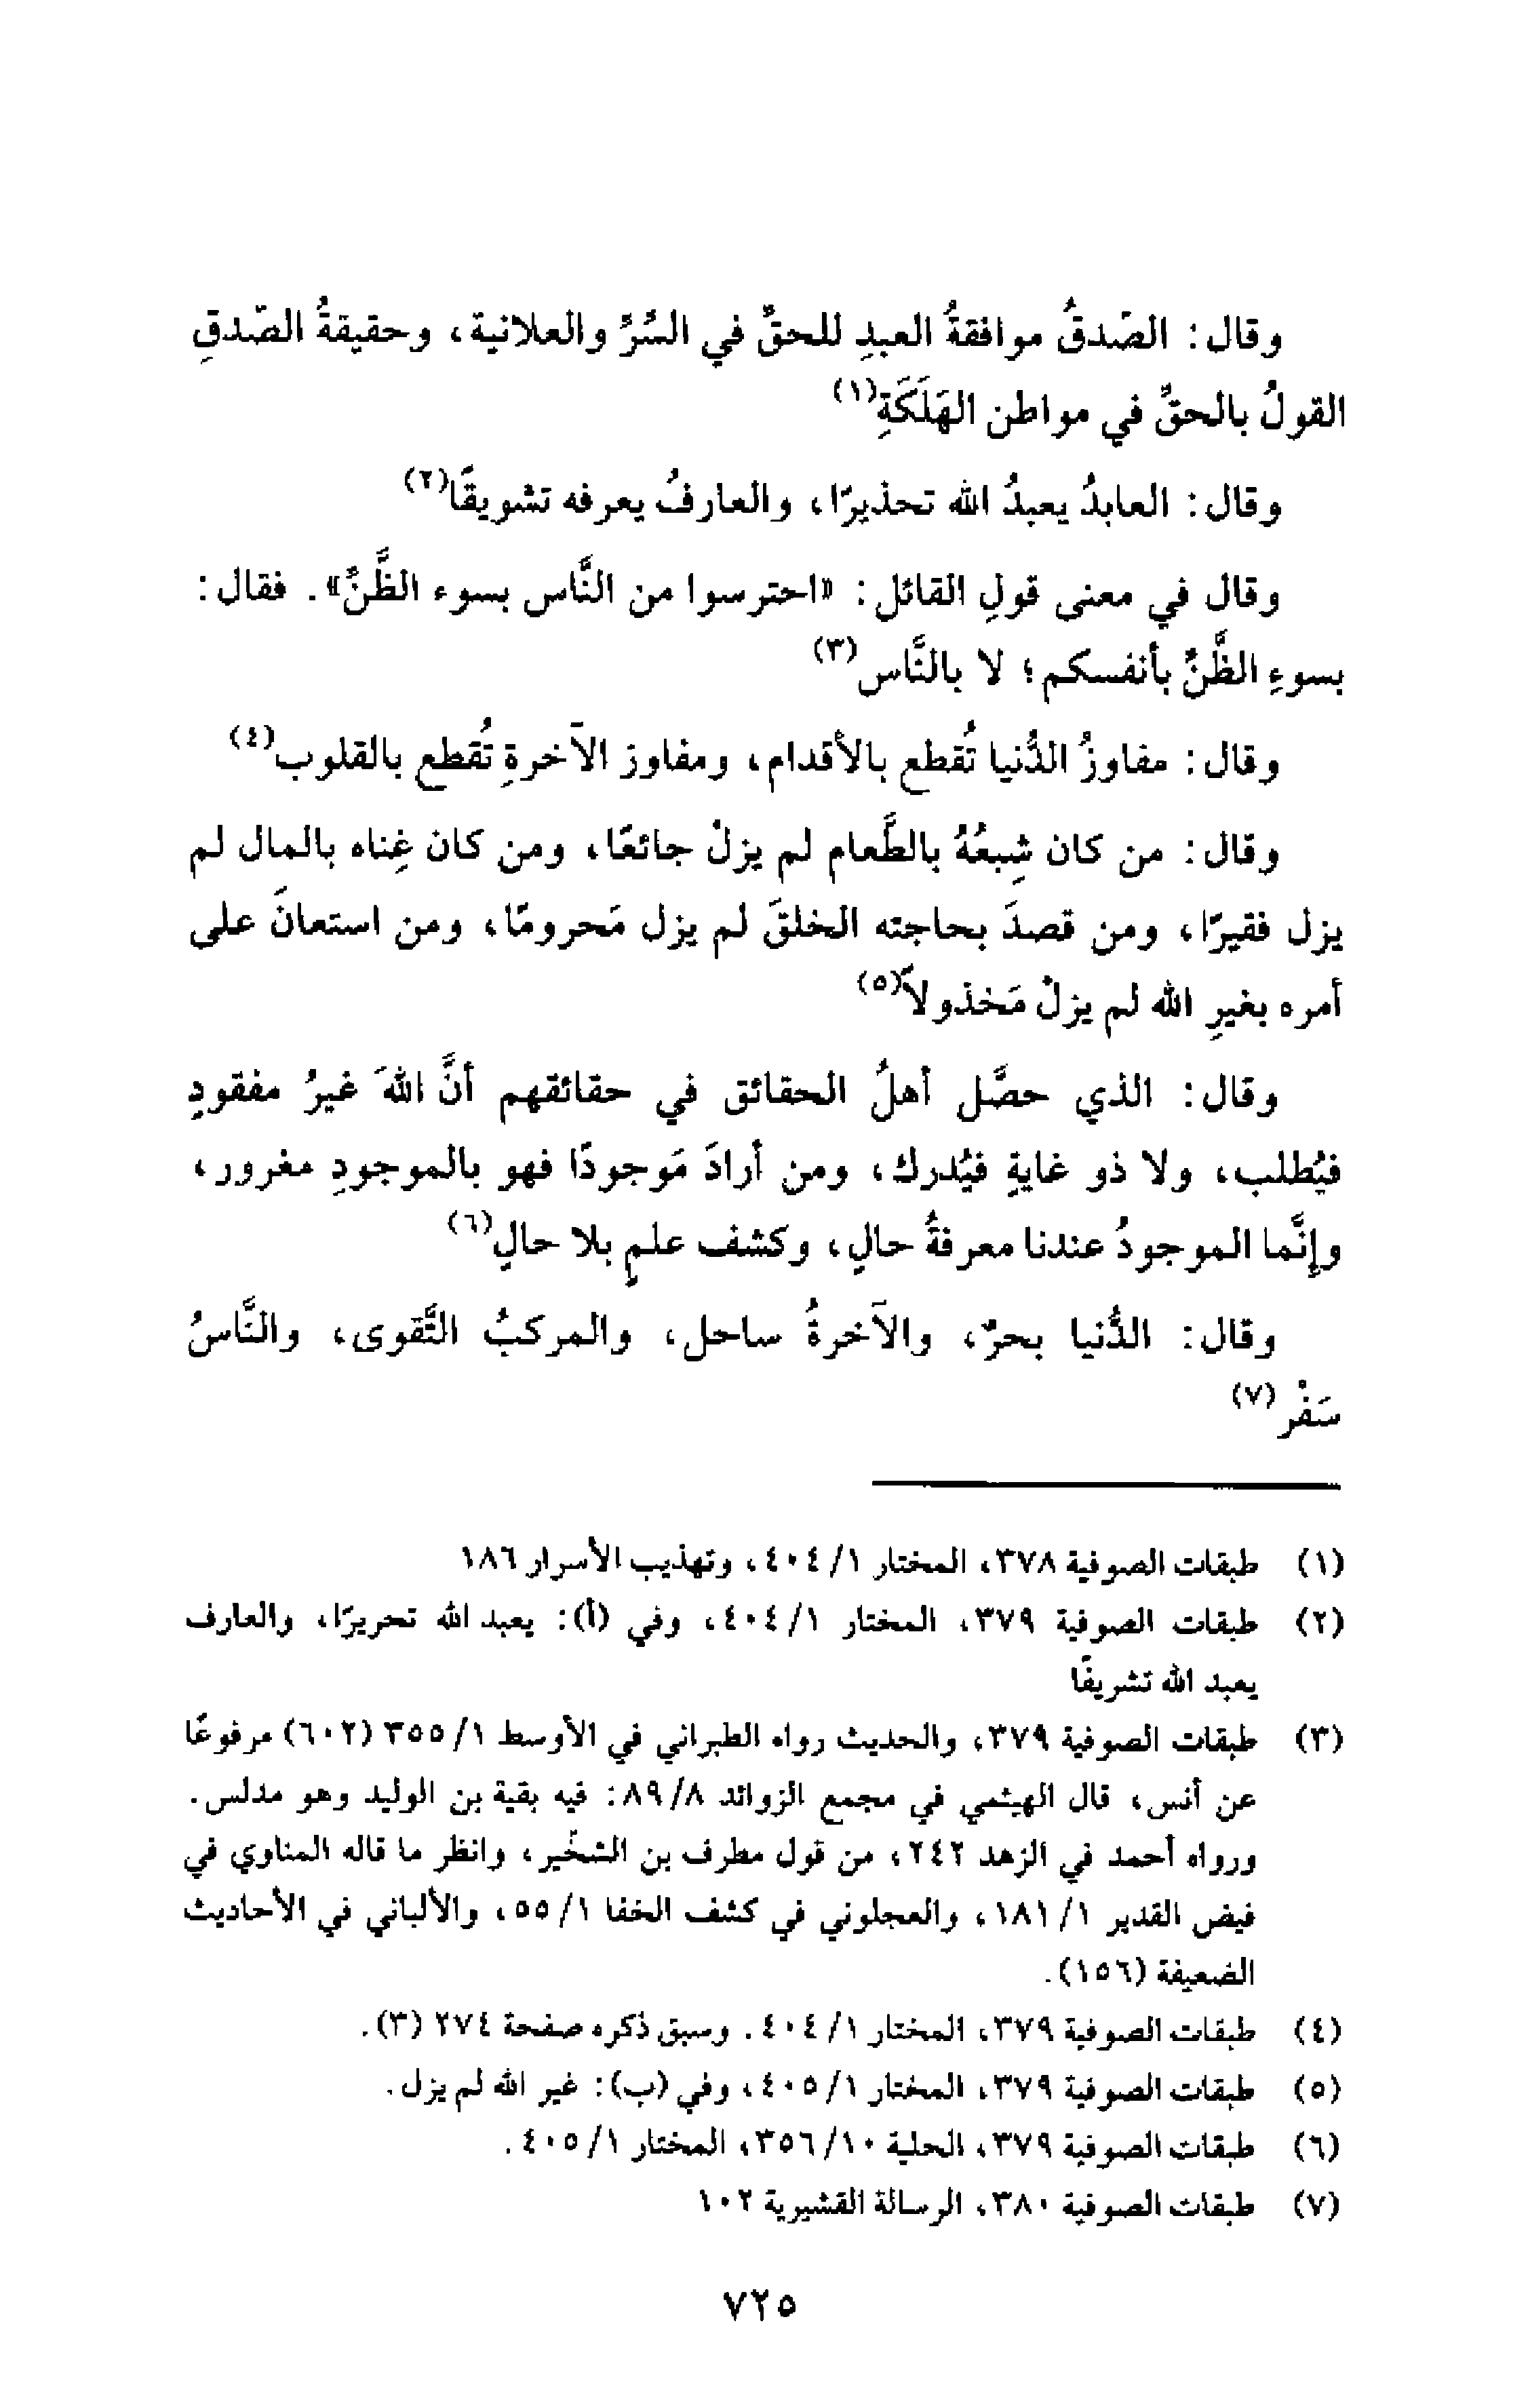 وقال: الصّدقُ موافقةُ العبدِ للحقِّ في السِّرِّ والعلانية، وحقيقةُ الصّدقِ
القولُ بالحقِّ في مواطن الهَلَكَةِ(١)
وقال: العابدُ يعبدُ الله تحذيرًا، والعارفُ يعرفه تشويقًا(٢)
وقال في معنى قولِ القائل: «احترسوا من النَّاس بسوء الظَّنِّ». فقال:
بسوءِ الظَّنِّ بأنفسكم؛ لا بالنَّاس(٣)
وقال: مفاوزُ الدُّنيا تُقطع بالأقدام، ومفاوز الآخرةِ تُقطع بالقلوب(٤)
وقال: من كان شِبعُهُ بالطَّعام لم يزلْ جائعًا، ومن كان غِناه بالمال لم
يزل فقيرًا، ومن قصدَ بحاجته الخلقَ لم يزل مَحرومًا، ومن استعانَ على
أمره بغيرِ الله لم يزلْ مَخذولاً(٥)
وقال: الذي حصَّل أهلُ الحقائق في حقائقهم أنَّ اللهَ غيرُ مفقودٍ
فيُطلب، ولا ذو غايةٍ فيُدرك، ومن أرادَ مَوجودًا فهو بالموجودِ مغرور،
وإنَّما الموجودُ عندنا معرفةُ حالٍ، وكشف علمٍ بلا حالٍ(٦)
وقال: الدُّنيا بحرٌ، والآخرةُ ساحل، والمركبُ التَّقوى، والنَّاسُ
سَفْر(٧)
(١) طبقات الصوفية ٣٧٨، المختار ١/٤٠٤، وتهذيب الأسرار ١٨٦
(٢) طبقات الصوفية ٣٧٩، المختار ١/٤٠٤، وفي (أ): يعبد الله تحريرًا، والعارف
يعبد الله تشريفًا
(٣) طبقات الصوفية ٣٧٩، والحديث رواه الطبراني في الأوسط ١/٣٥٥ (٦٠٢) مرفوعًا
عن أنس، قال الهيثمي في مجمع الزوائد ٨/٨٩: فيه بقية بن الوليد وهو مدلس.
ورواه أحمد في الزهد ٢٤٢، من قول مطرف بن الشخّير، وانظر ما قاله المناوي في
فيض القدير ١/١٨١، والعجلوني في كشف الخفا ١/٥٥، والألباني في الأحاديث
الضعيفة (١٥٦).
(٤) طبقات الصوفية ٣٧٩، المختار ١/٤٠٤. وسبق ذكره صفحة ٢٧٤ (٣).
(٥) طبقات الصوفية ٣٧٩، المختار ١/٤٠٥، وفي (ب): غير الله لم يزل.
(٦) طبقات الصوفية ٣٧٩، الحلية ١٠/٣٥٦، المختار ١/٤٠٥.
(٧) طبقات الصوفية ٣٨٠، الرسالة القشيرية ١٠٢
٧٢٥